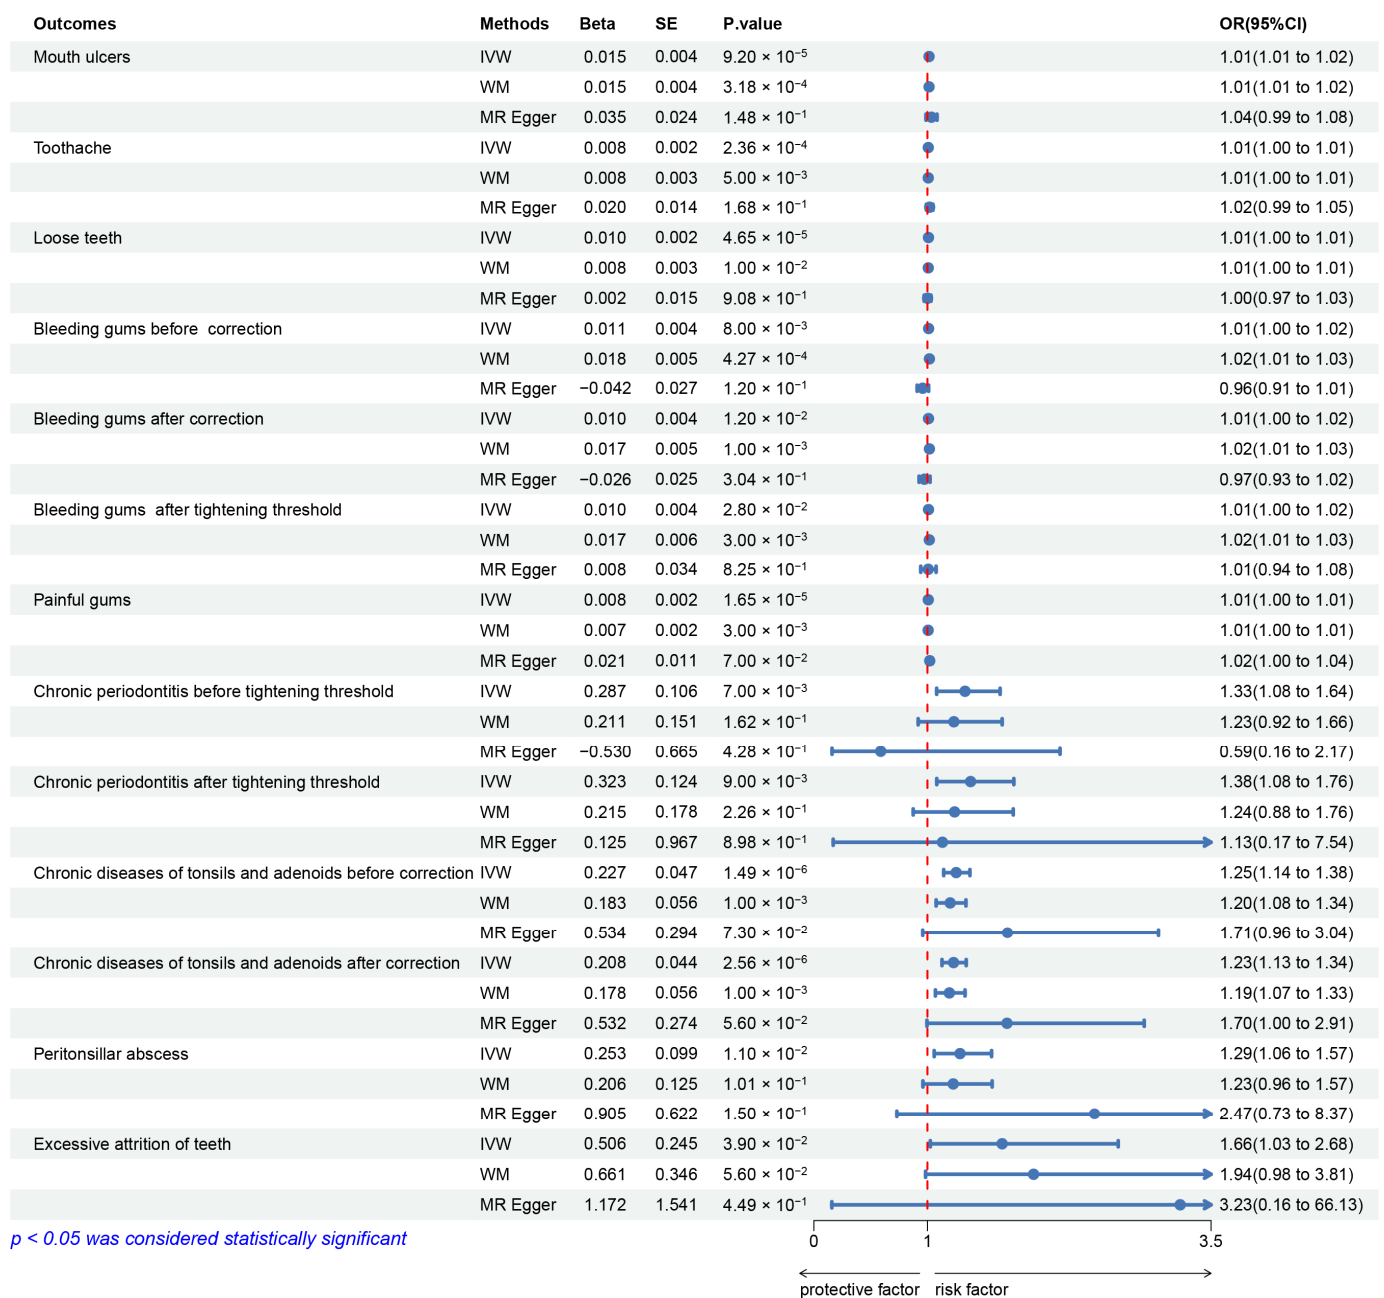 Outcomes Methods Beta SE P.value OR(95%CI)
Mouth ulcers IVW 0.015 0.004 9.20 × 10⁻⁵ 1.01(1.01 to 1.02)
WM 0.015 0.004 3.18 × 10⁻⁴ 1.01(1.01 to 1.02)
MR Egger 0.035 0.024 1.48 × 10⁻¹ 1.04(0.99 to 1.08)
Toothache IVW 0.008 0.002 2.36 × 10⁻⁴ 1.01(1.00 to 1.01)
WM 0.008 0.003 5.00 × 10⁻³ 1.01(1.00 to 1.01)
MR Egger 0.020 0.014 1.68 × 10⁻¹ 1.02(0.99 to 1.05)
Loose teeth IVW 0.010 0.002 4.65 × 10⁻⁵ 1.01(1.00 to 1.01)
WM 0.008 0.003 1.00 × 10⁻² 1.01(1.00 to 1.01)
MR Egger 0.002 0.015 9.08 × 10⁻¹ 1.00(0.97 to 1.03)
Bleeding gums before correction IVW 0.011 0.004 8.00 × 10⁻³ 1.01(1.00 to 1.02)
WM 0.018 0.005 4.27 × 10⁻⁴ 1.02(1.01 to 1.03)
MR Egger −0.042 0.027 1.20 × 10⁻¹ 0.96(0.91 to 1.01)
Bleeding gums after correction IVW 0.010 0.004 1.20 × 10⁻² 1.01(1.00 to 1.02)
WM 0.017 0.005 1.00 × 10⁻³ 1.02(1.01 to 1.03)
MR Egger −0.026 0.025 3.04 × 10⁻¹ 0.97(0.93 to 1.02)
Bleeding gums after tightening threshold IVW 0.010 0.004 2.80 × 10⁻² 1.01(1.00 to 1.02)
WM 0.017 0.006 3.00 × 10⁻³ 1.02(1.01 to 1.03)
MR Egger 0.008 0.034 8.25 × 10⁻¹ 1.01(0.94 to 1.08)
Painful gums IVW 0.008 0.002 1.65 × 10⁻⁵ 1.01(1.00 to 1.01)
WM 0.007 0.002 3.00 × 10⁻³ 1.01(1.00 to 1.01)
MR Egger 0.021 0.011 7.00 × 10⁻² 1.02(1.00 to 1.04)
Chronic periodontitis before tightening threshold IVW 0.287 0.106 7.00 × 10⁻³ 1.33(1.08 to 1.64)
WM 0.211 0.151 1.62 × 10⁻¹ 1.23(0.92 to 1.66)
MR Egger −0.530 0.665 4.28 × 10⁻¹ 0.59(0.16 to 2.17)
Chronic periodontitis after tightening threshold IVW 0.323 0.124 9.00 × 10⁻³ 1.38(1.08 to 1.76)
WM 0.215 0.178 2.26 × 10⁻¹ 1.24(0.88 to 1.76)
MR Egger 0.125 0.967 8.98 × 10⁻¹ 1.13(0.17 to 7.54)
Chronic diseases of tonsils and adenoids before correction IVW 0.227 0.047 1.49 × 10⁻⁶ 1.25(1.14 to 1.38)
WM 0.183 0.056 1.00 × 10⁻³ 1.20(1.08 to 1.34)
MR Egger 0.534 0.294 7.30 × 10⁻² 1.71(0.96 to 3.04)
Chronic diseases of tonsils and adenoids after correction IVW 0.208 0.044 2.56 × 10⁻⁶ 1.23(1.13 to 1.34)
WM 0.178 0.056 1.00 × 10⁻³ 1.19(1.07 to 1.33)
MR Egger 0.532 0.274 5.60 × 10⁻² 1.70(1.00 to 2.91)
Peritonsillar abscess IVW 0.253 0.099 1.10 × 10⁻² 1.29(1.06 to 1.57)
WM 0.206 0.125 1.01 × 10⁻¹ 1.23(0.96 to 1.57)
MR Egger 0.905 0.622 1.50 × 10⁻¹ 2.47(0.73 to 8.37)
Excessive attrition of teeth IVW 0.506 0.245 3.90 × 10⁻² 1.66(1.03 to 2.68)
WM 0.661 0.346 5.60 × 10⁻² 1.94(0.98 to 3.81)
MR Egger 1.172 1.541 4.49 × 10⁻¹ 3.23(0.16 to 66.13)
p < 0.05 was considered statistically significant 0 1 3.5
protective factor risk factor